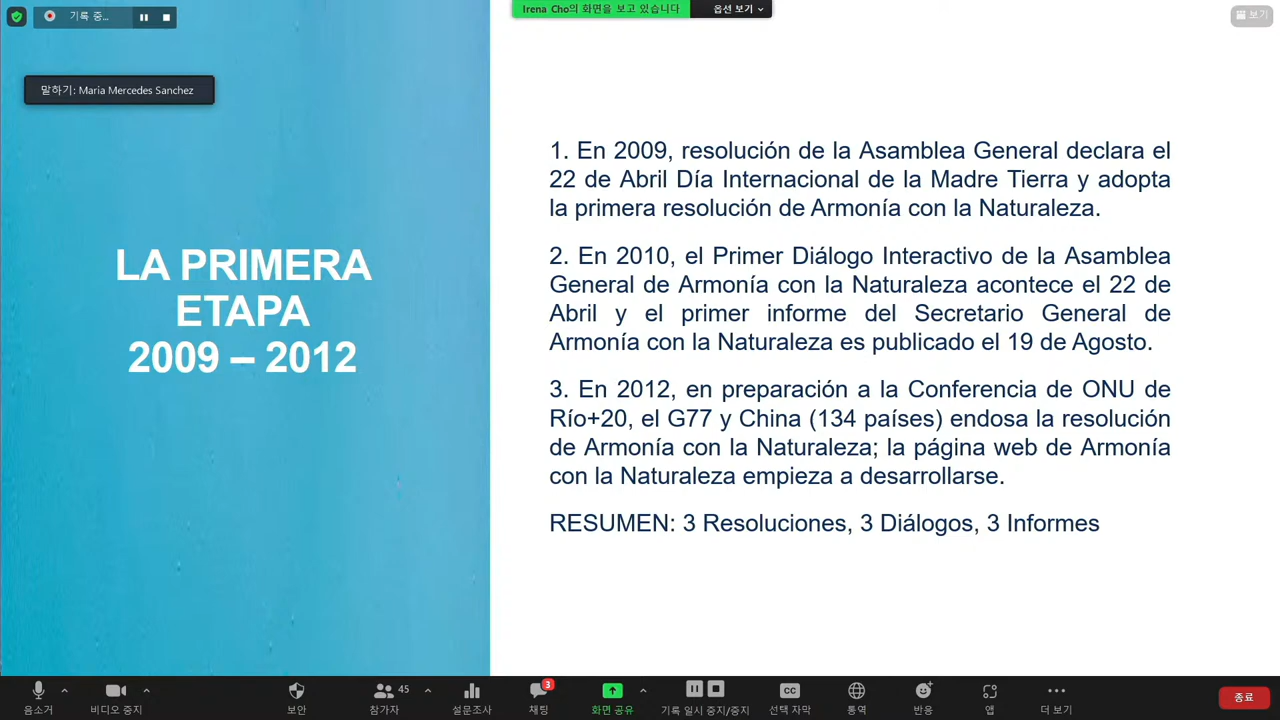 기록 중...
Irena Cho의 화면을 보고 있습니다
옵션 보기
보기
말하기: Maria Mercedes Sanchez
LA PRIMERA
ETAPA
2009 – 2012
1. En 2009, resolución de la Asamblea General declara el
22 de Abril Día Internacional de la Madre Tierra y adopta
la primera resolución de Armonía con la Naturaleza.
2. En 2010, el Primer Diálogo Interactivo de la Asamblea
General de Armonía con la Naturaleza acontece el 22 de
Abril y el primer informe del Secretario General de
Armonía con la Naturaleza es publicado el 19 de Agosto.
3. En 2012, en preparación a la Conferencia de ONU de
Río+20, el G77 y China (134 países) endosa la resolución
de Armonía con la Naturaleza; la página web de Armonía
con la Naturaleza empieza a desarrollarse.
RESUMEN: 3 Resoluciones, 3 Diálogos, 3 Informes
45
3
CC
음소거
비디오 중지
보안
참가자
설문조사
채팅
화면 공유
기록 일시 중지/중지
선택 자막
통역
반응
앱
더 보기
종료